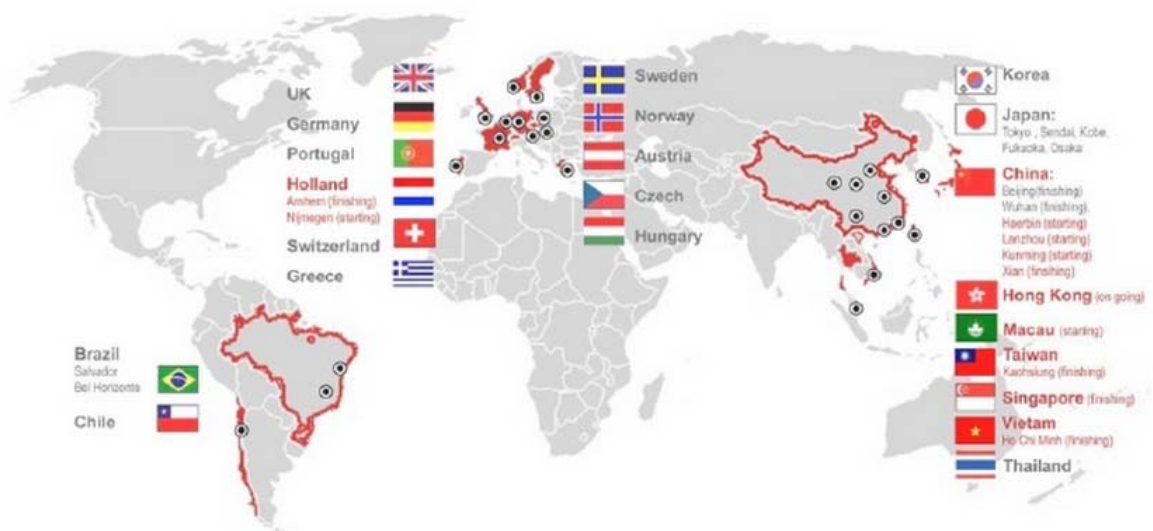 UK
Germany
Portugal
Holland
Arnhem (finishing)
Nijmegen (starting)
Switzerland
Greece
Sweden
Norway
Austria
Czech
Hungary
Brazil
Salvador
Bel Horizonte
Chile
Korea
Japan:
Tokyo , Sendai, Kobe,
Fukuoka, Osaka
China:
Beijing(finishing)
Wuhan (finishing),
Haerbin (starting)
Lanzhou (starting)
Kunming (starting)
Xian (finsihing)
Hong Kong (on going)
Macau (starting)
Taiwan
Kaohsiung (finishing)
Singapore (finishing)
Vietam
Ho Chi Minh (finishing)
Thailand